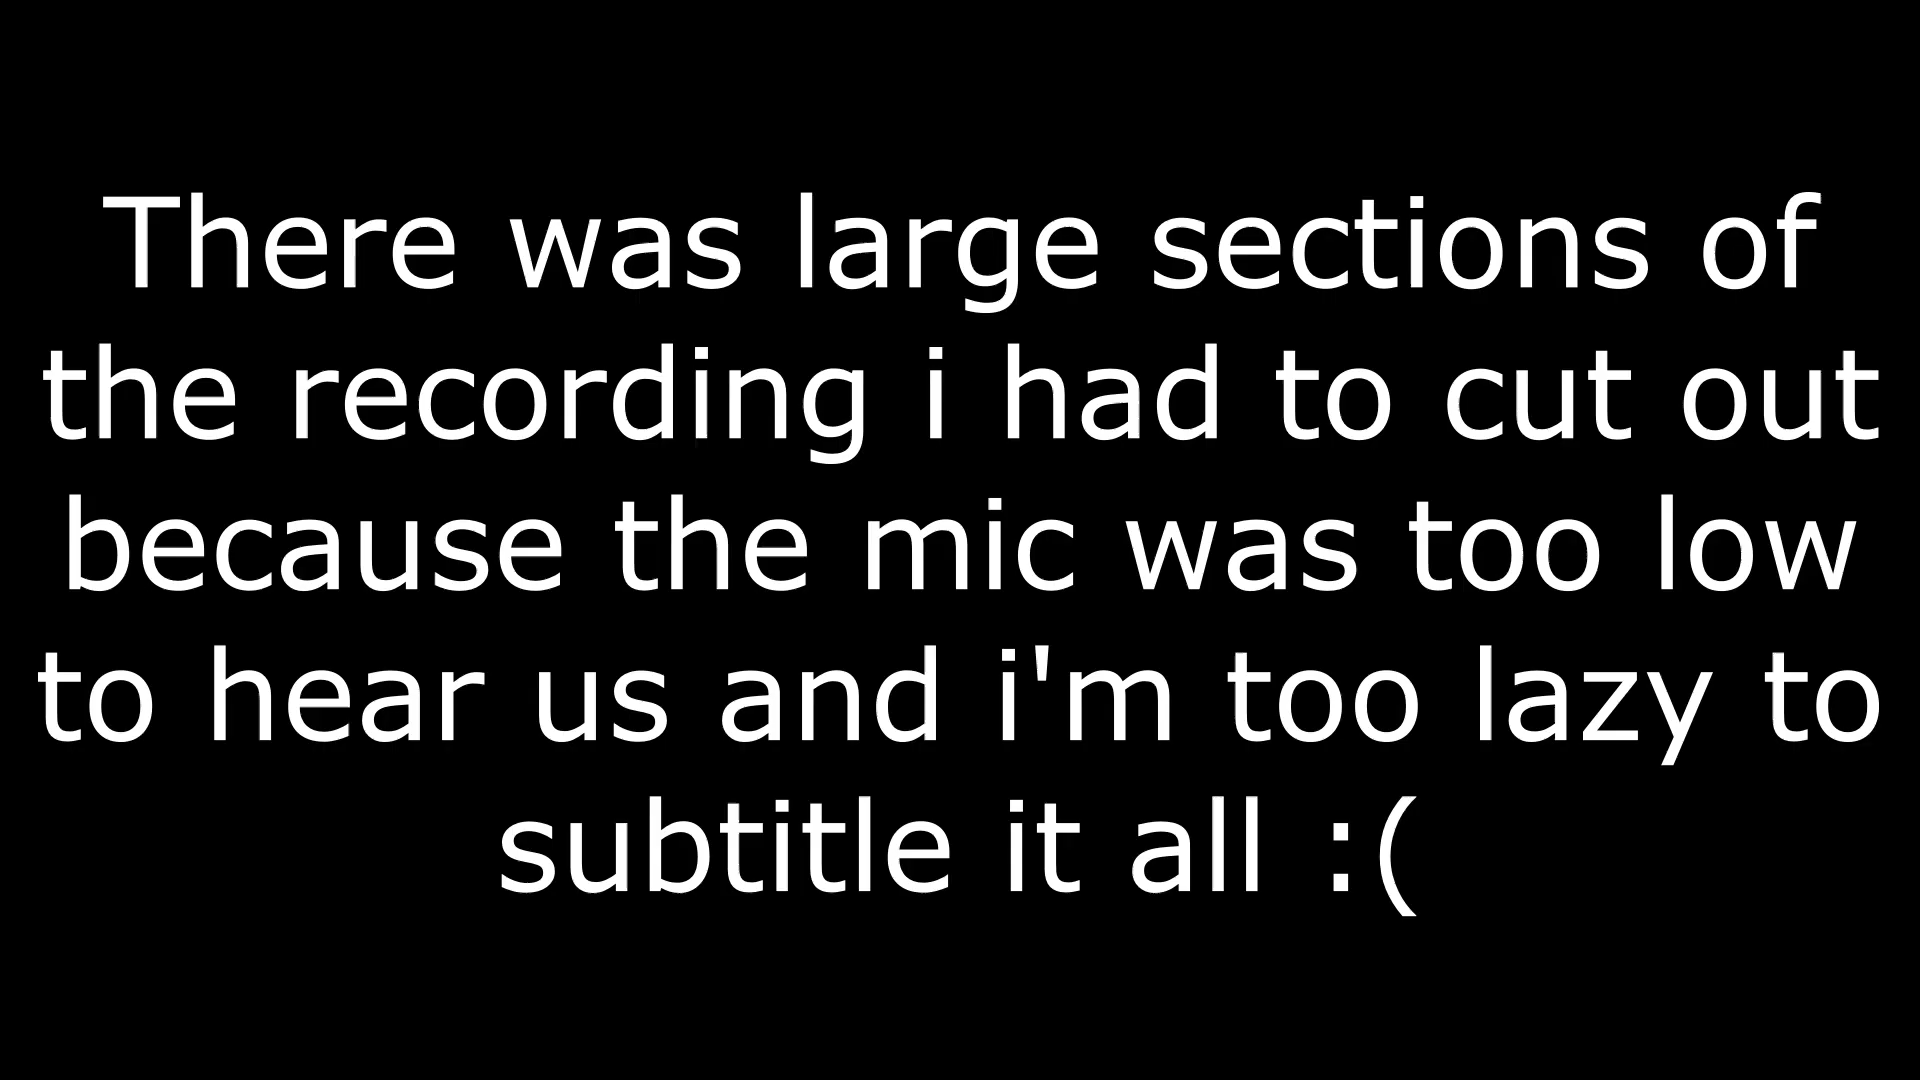 There was large sections of
the recording i had to cut out
because the mic was too low
to hear us and i'm too lazy to
subtitle it all :(